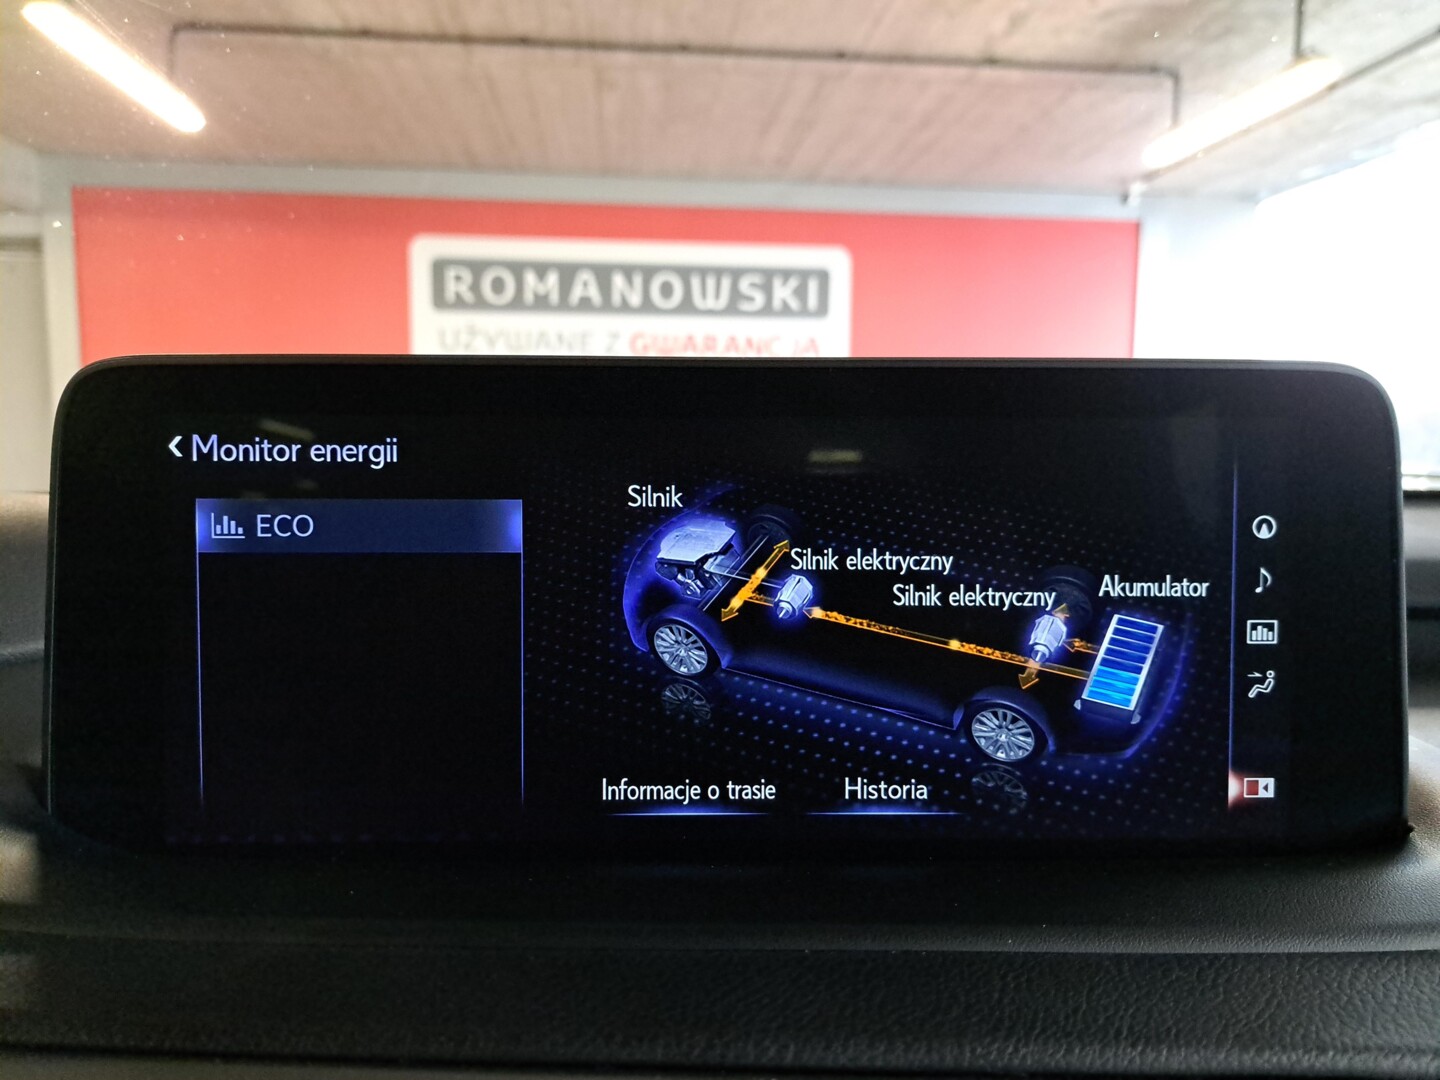 ROMANOWSKI
UŻYWANE Z GWARANCJĄ
Monitor energii
ECO
Silnik
Silnik elektryczny
Silnik elektryczny
Akumulator
Informacje o trasie
Historia